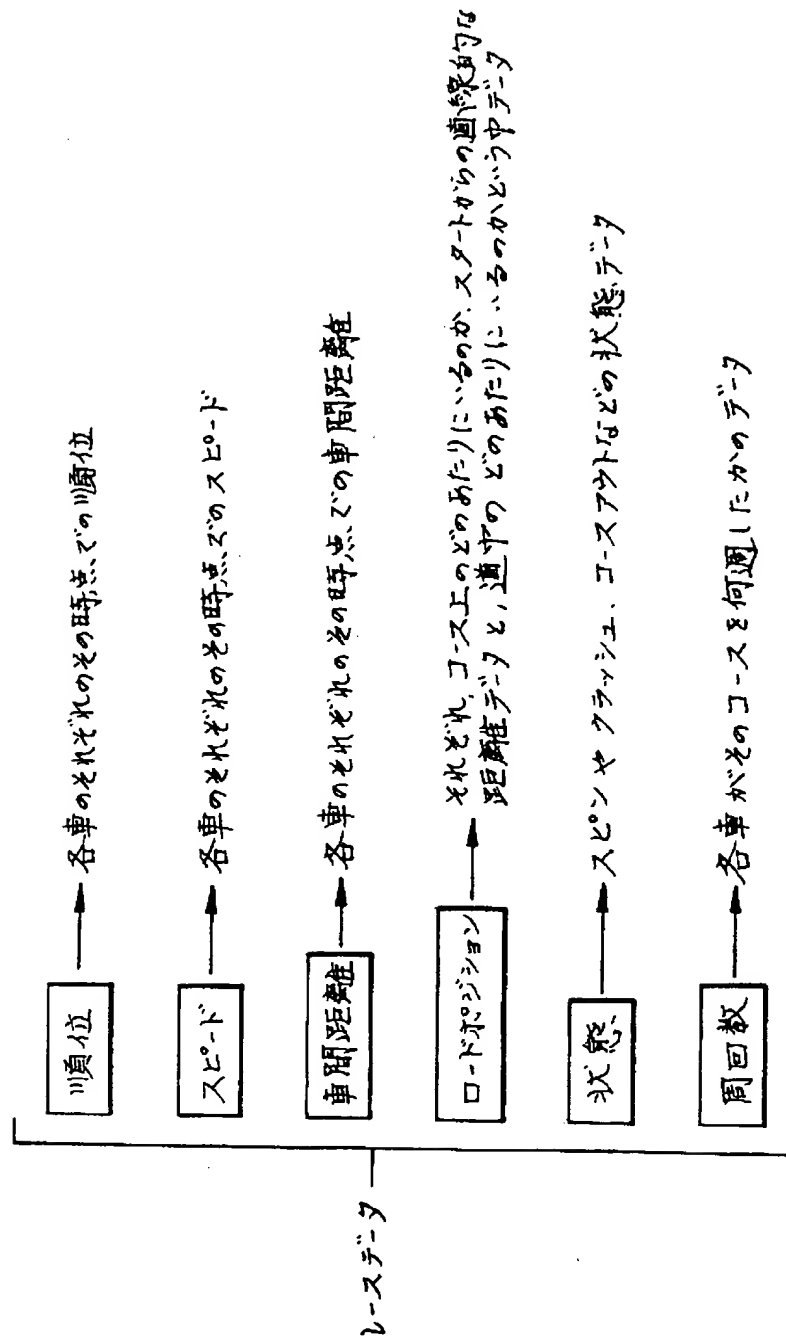 レースデータ
順位
各車のそれぞれのその時点での順位
スピード
各車のそれぞれのその時点でのスピード
車間距離
各車のそれぞれのその時点での車間距離
ロードポジション
それぞれ、コース上のどのあたりにいるのか、スタートからの直線的な
距離データと、道巾のどのあたりにいるのかという巾データ
状態
スピンやクラッシュ、コースアウトなどの状態データ
周回数
各車がそのコースを何週したかのデータ